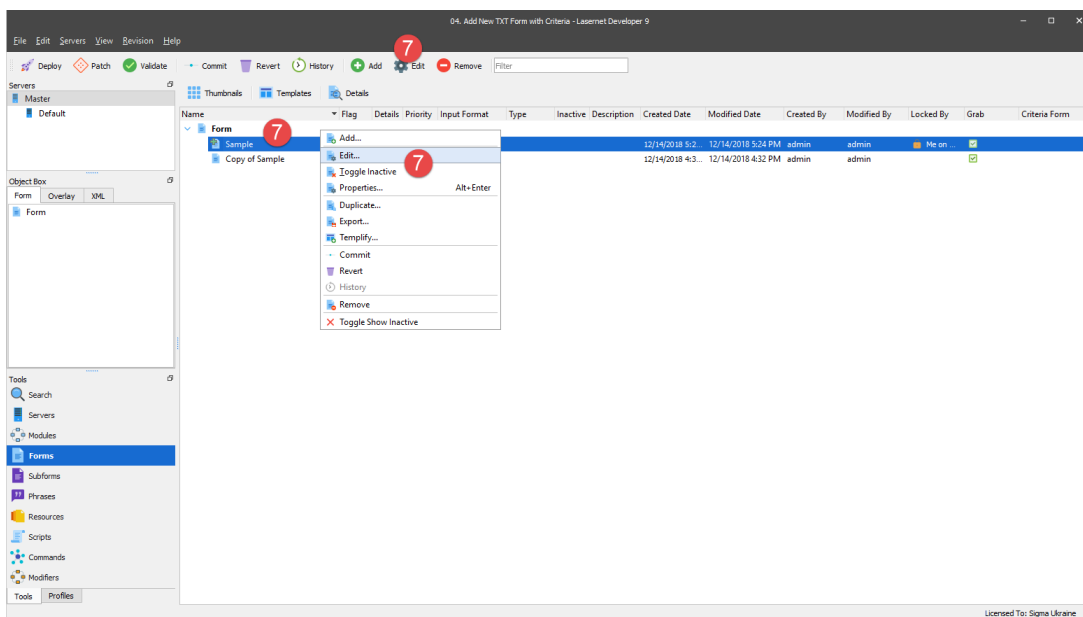 04. Add New TXT Form with Criteria - Lasernet Developer 9
File Edit Servers View Revision Help
7
Deploy Patch Validate Commit Revert History Add Edit Remove Filter
Servers
Master
Default
Thumbnails Templates Details
Name Flag Details Priority Input Format Type Inactive Description Created Date Modified Date Created By Modified By Locked By Grab Criteria Form
Form
7
Sample 12/14/2018 5:2... 12/14/2018 5:24 PM admin admin Me on ...
Copy of Sample 12/14/2018 4:3... 12/14/2018 4:32 PM admin admin
Add...
Edit...
7
Toggle Inactive
Properties... Alt+Enter
Duplicate...
Export...
Templify...
Commit
Revert
History
Remove
Toggle Show Inactive
Object Box
Form Overlay XML
Form
Tools
Search
Servers
Modules
Forms
Subforms
Phrases
Resources
Scripts
Commands
Modifiers
Tools Profiles
Licensed To: Sigma Ukraine